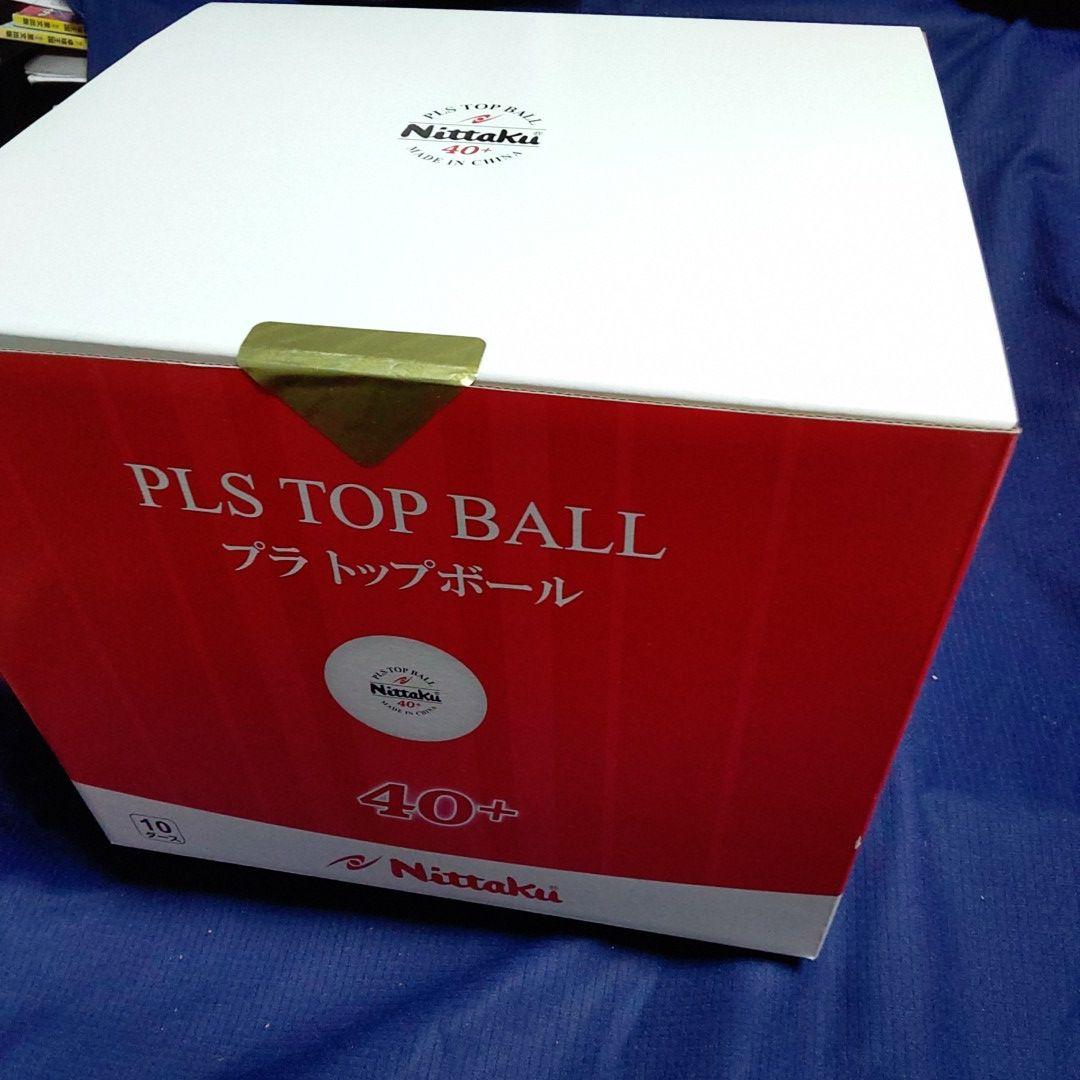 PLS TOP BALL
Nittaku®
40+
MADE IN CHINA
PLS TOP BALL
プラ トップボール
PLS TOP BALL
Nittaku
40+
MADE IN CHINA
40+
10
ダース
Nittaku®